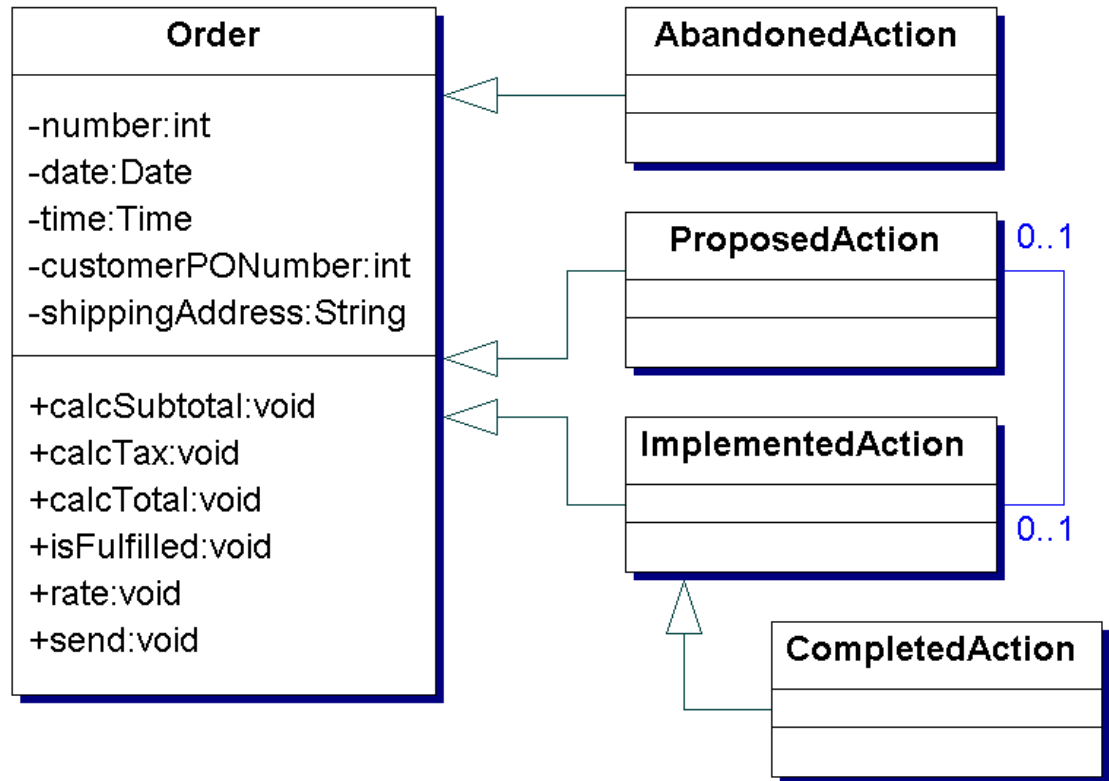 Order
-number:int
-date:Date
-time:Time
-customerPONumber:int
-shippingAddress:String
+calcSubtotal:void
+calcTax:void
+calcTotal:void
+isFulfilled:void
+rate:void
+send:void
AbandonedAction
ProposedAction
0..1
ImplementedAction
0..1
CompletedAction